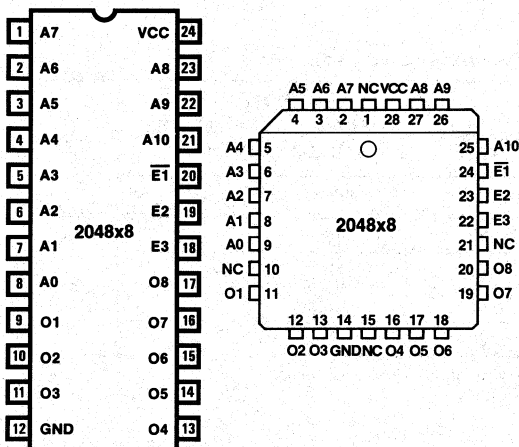 1 A7 VCC 24
2 A6 A8 23
3 A5 A9 22
4 A4 A10 21
5 A3 E̅1̅ 20
6 A2 E2 19
2048x8
7 A1 E3 18
8 A0 O8 17
9 O1 O7 16
10 O2 O6 15
11 O3 O5 14
12 GND O4 13
A5 A6 A7 NC VCC A8 A9
4 3 2 1 28 27 26
A4 5 25 A10
A3 6 24 E̅1̅
A2 7 23 E2
A1 8 2048x8 22 E3
A0 9 21 NC
NC 10 20 O8
O1 11 19 O7
12 13 14 15 16 17 18
O2 O3 GND NC O4 O5 O6